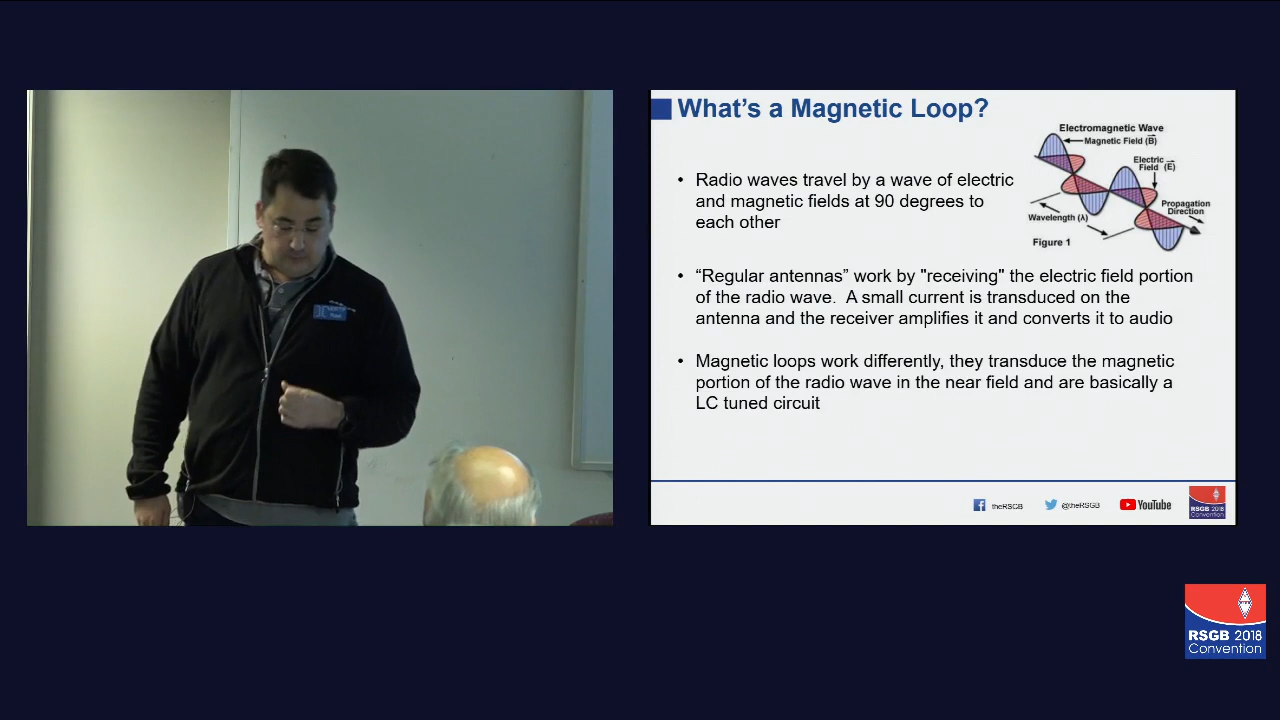 What's a Magnetic Loop?
Electromagnetic Wave
Magnetic Field (B)
Electric
Field (E)
Propagation
Direction
Wavelength (λ)
Figure 1
• Radio waves travel by a wave of electric
and magnetic fields at 90 degrees to
each other
• “Regular antennas” work by "receiving" the electric field portion
of the radio wave. A small current is transduced on the
antenna and the receiver amplifies it and converts it to audio
• Magnetic loops work differently, they transduce the magnetic
portion of the radio wave in the near field and are basically a
LC tuned circuit
theRSGB
@theRSGB
YouTube
RSGB 2018
Convention
RSGB 2018
Convention